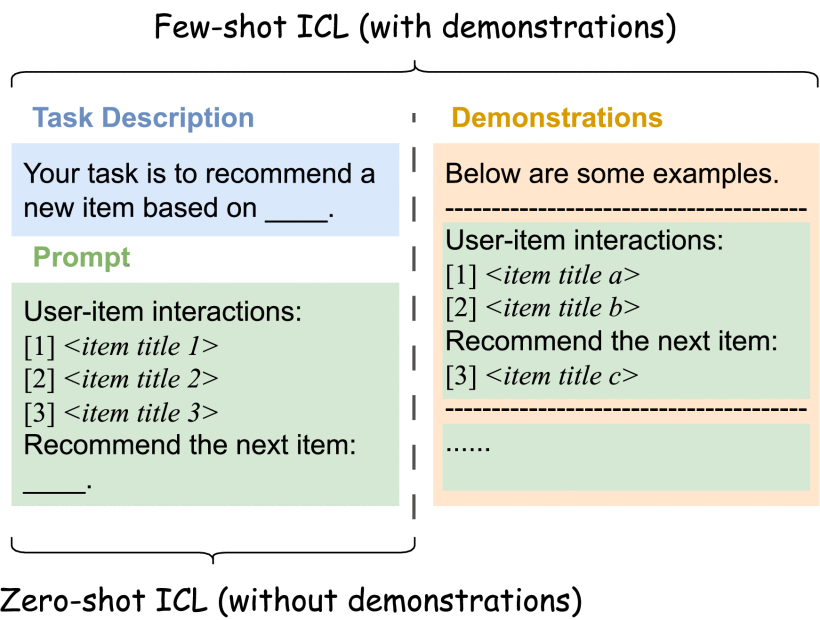 Few-shot ICL (with demonstrations)
Task Description
Your task is to recommend a
new item based on ____.
Prompt
User-item interactions:
[1] <item title 1>
[2] <item title 2>
[3] <item title 3>
Recommend the next item:
____.
Demonstrations
Below are some examples.
---------------------------------------
User-item interactions:
[1] <item title a>
[2] <item title b>
Recommend the next item:
[3] <item title c>
---------------------------------------
......
Zero-shot ICL (without demonstrations)